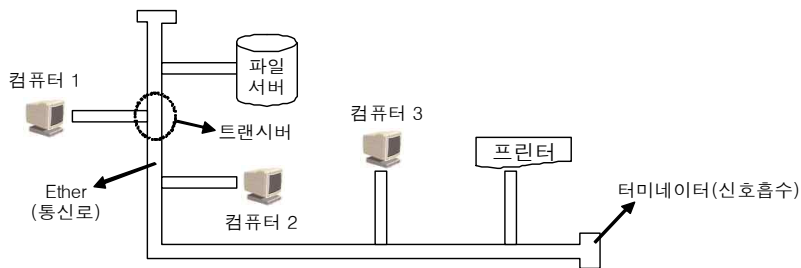 파일
서버
컴퓨터 1
트랜시버
컴퓨터 3
프린터
Ether
(통신로)
컴퓨터 2
터미네이터(신호흡수)